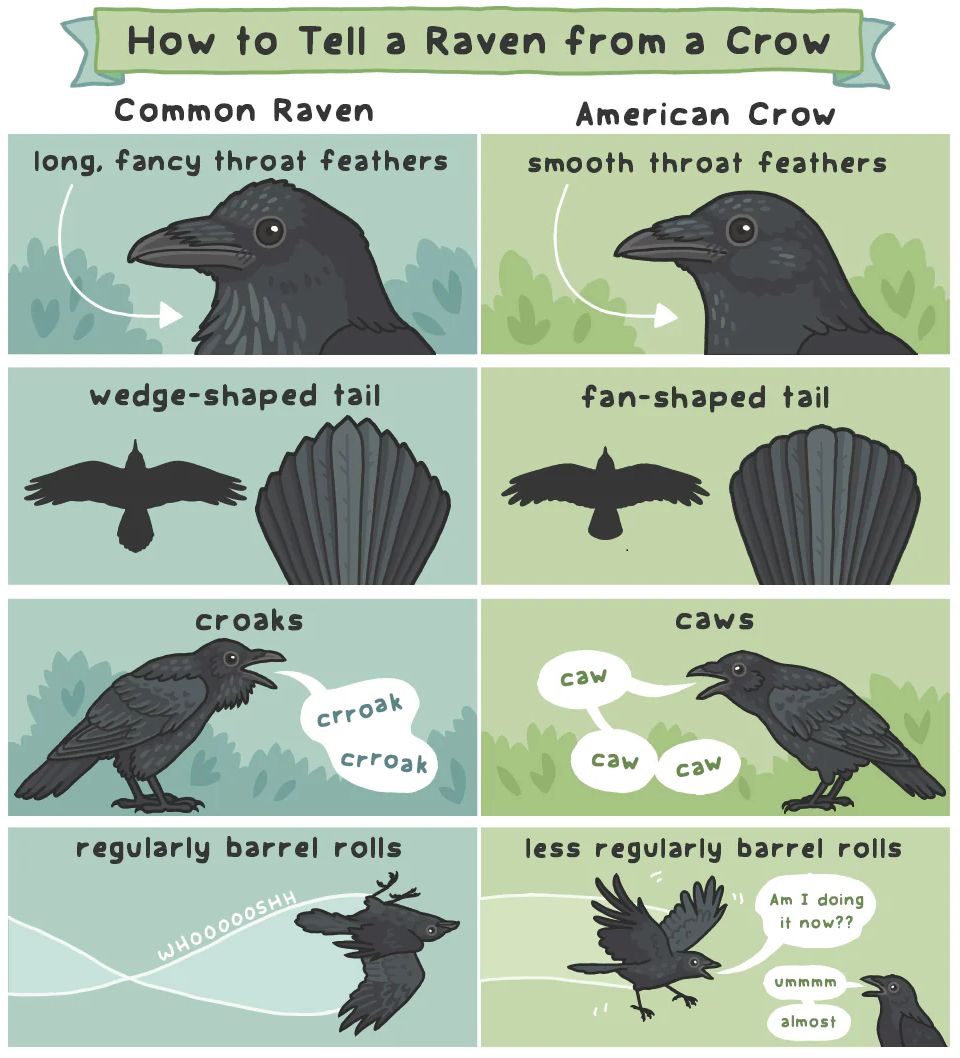 How to Tell a Raven from a Crow
Common Raven
American Crow
long, fancy throat feathers
smooth throat feathers
wedge-shaped tail
fan-shaped tail
croaks
crroak
crroak
caws
caw
caw
caw
regularly barrel rolls
WHOOOOOSHH
less regularly barrel rolls
Am I doing
it now??
ummmm
almost